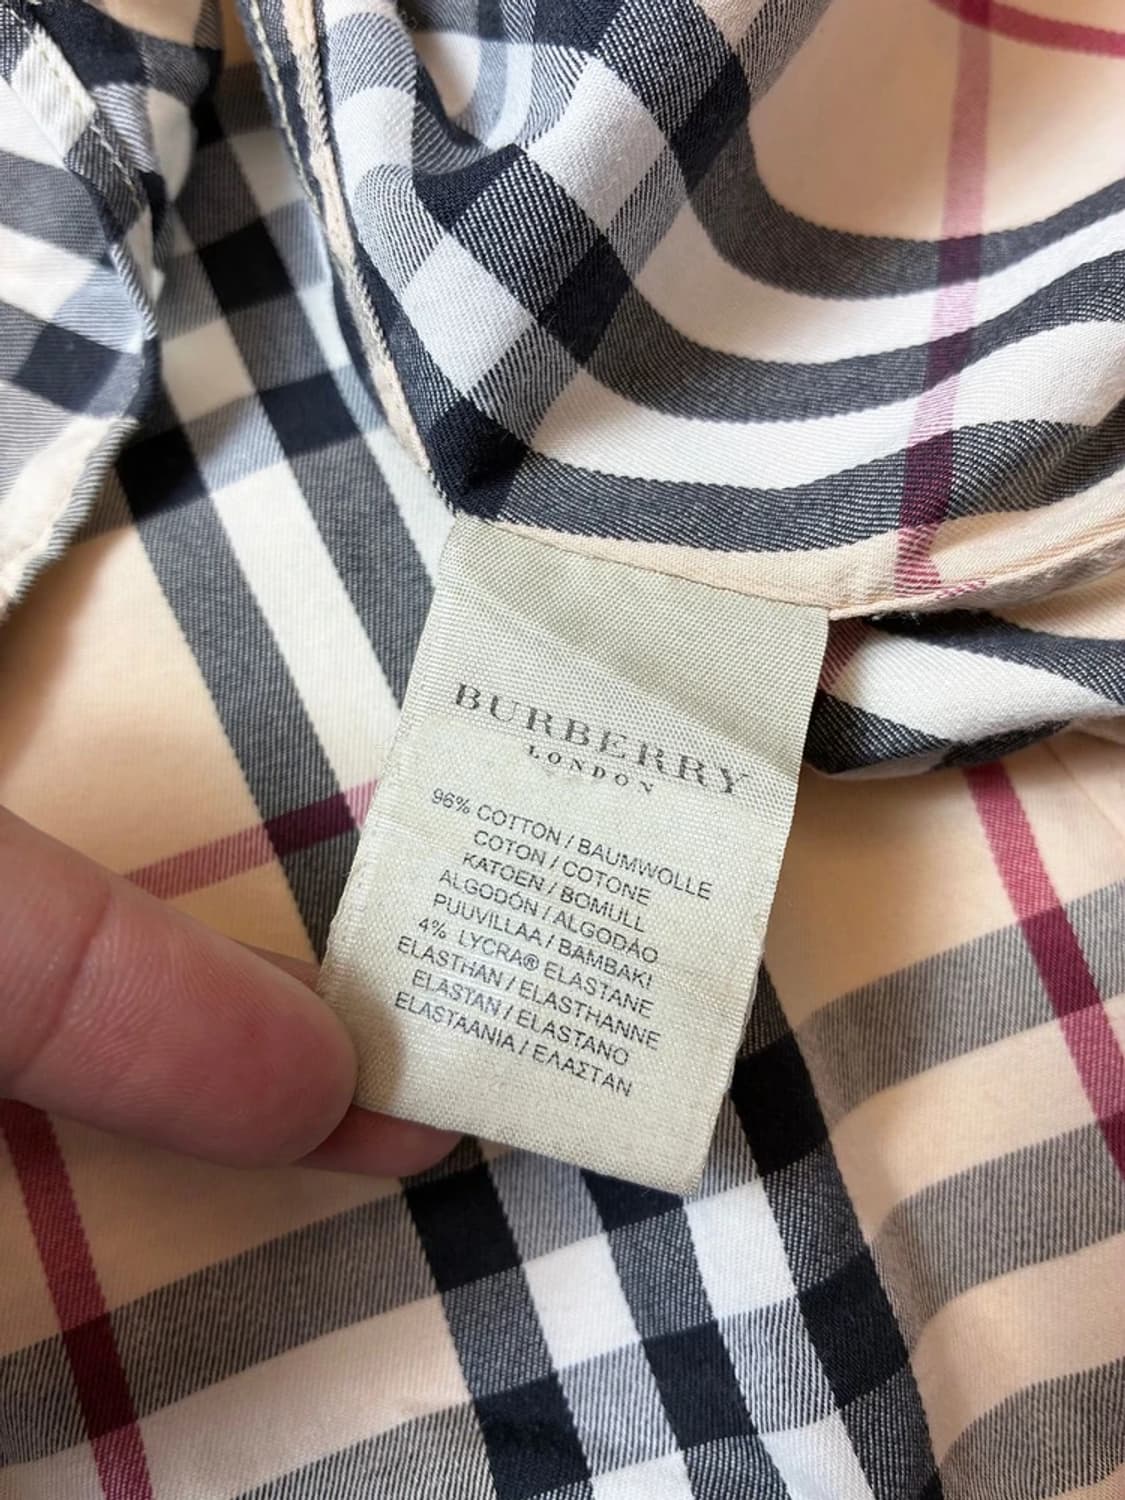 BURBERRY
LONDON
96% COTTON / BAUMWOLLE
COTON / COTONE
KATOEN / BOMULL
ALGODÓN / ALGODÃO
PUUVILLAA / BAMBAKI
4% LYCRA® ELASTANE
ELASTHAN / ELASTHANNE
ELASTAN / ELASTANO
ELASTAANIA / ΕΛΑΣΤΑΝ